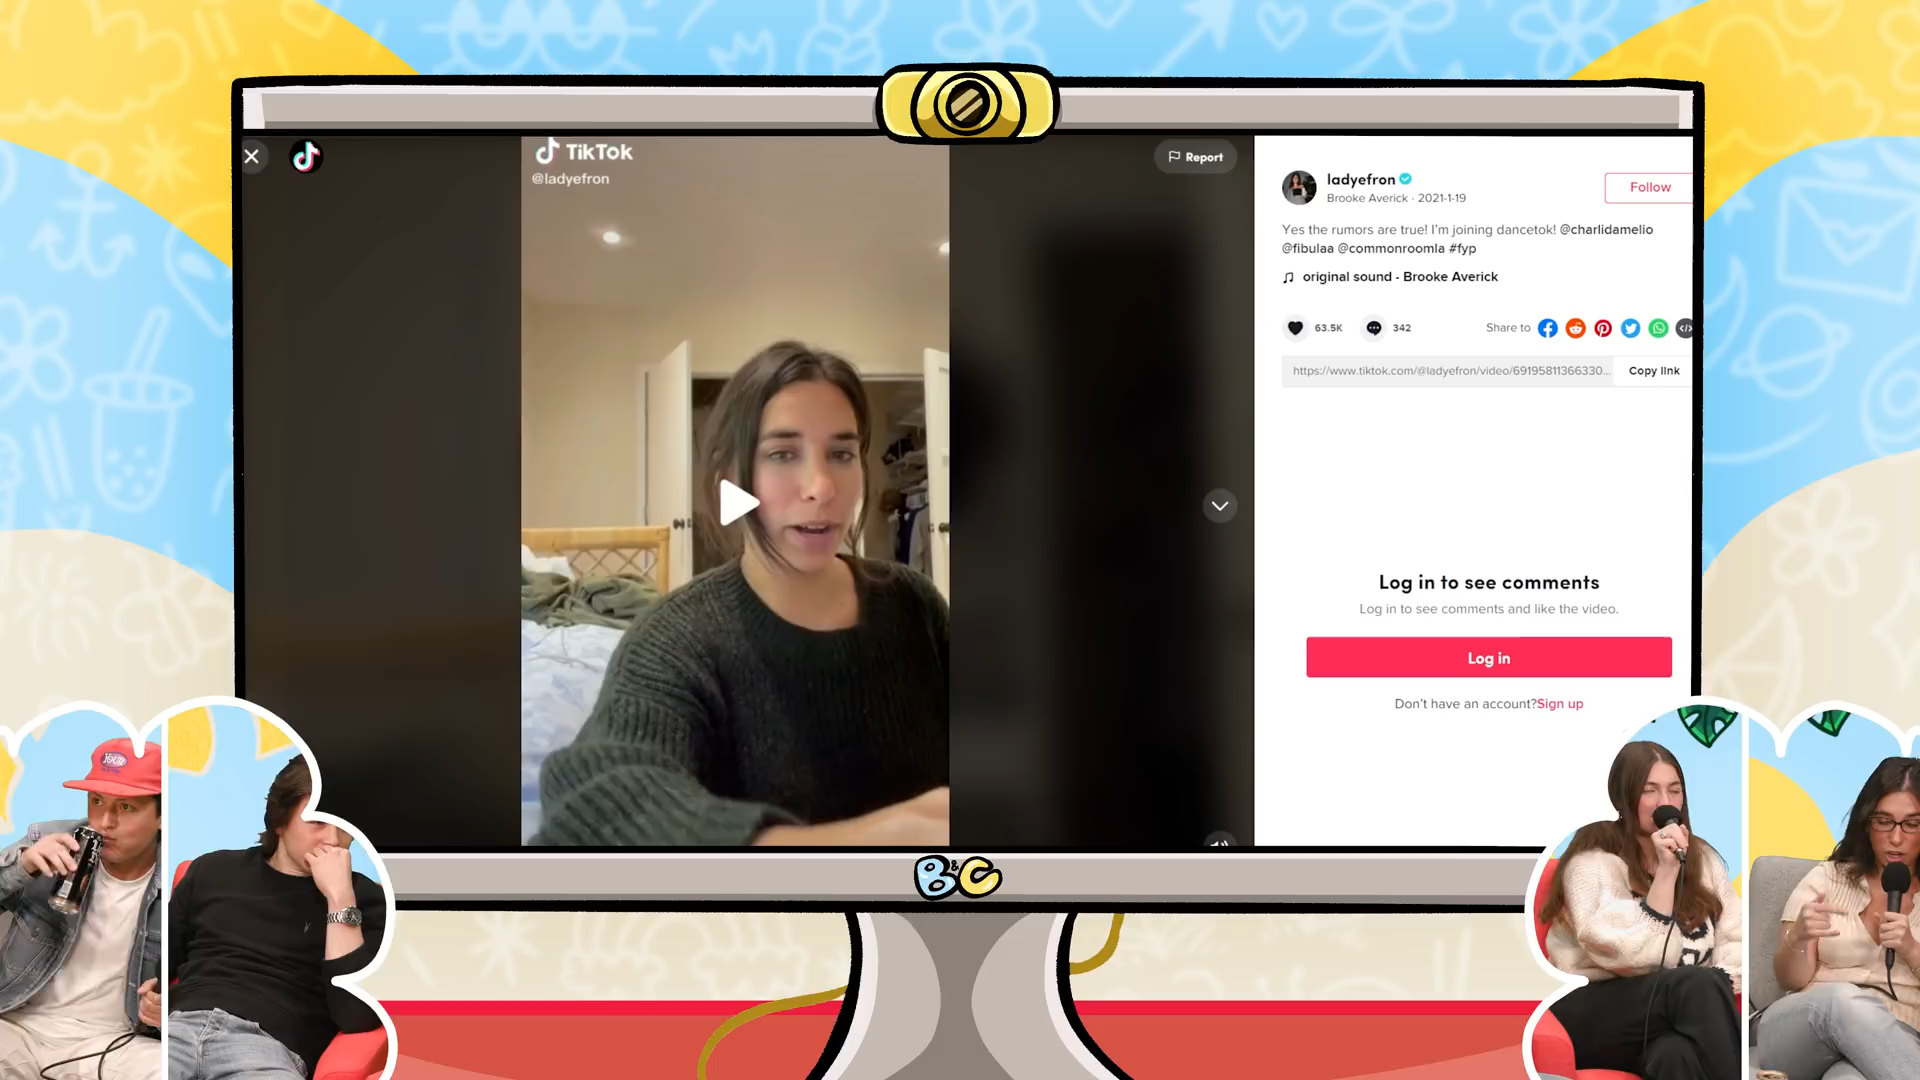 TikTok
@ladyefron
Report
ladyefron
Brooke Averick · 2021-1-19
Follow
Yes the rumors are true! I'm joining dancetok! @charlidamelio
@fibulaa @commonroomla #fyp
original sound - Brooke Averick
63.5K
342
Share to
https://www.tiktok.com/@ladyefron/video/69195811366330...
Copy link
Log in to see comments
Log in to see comments and like the video.
Log in
Don't have an account?Sign up
YOUR
B&C